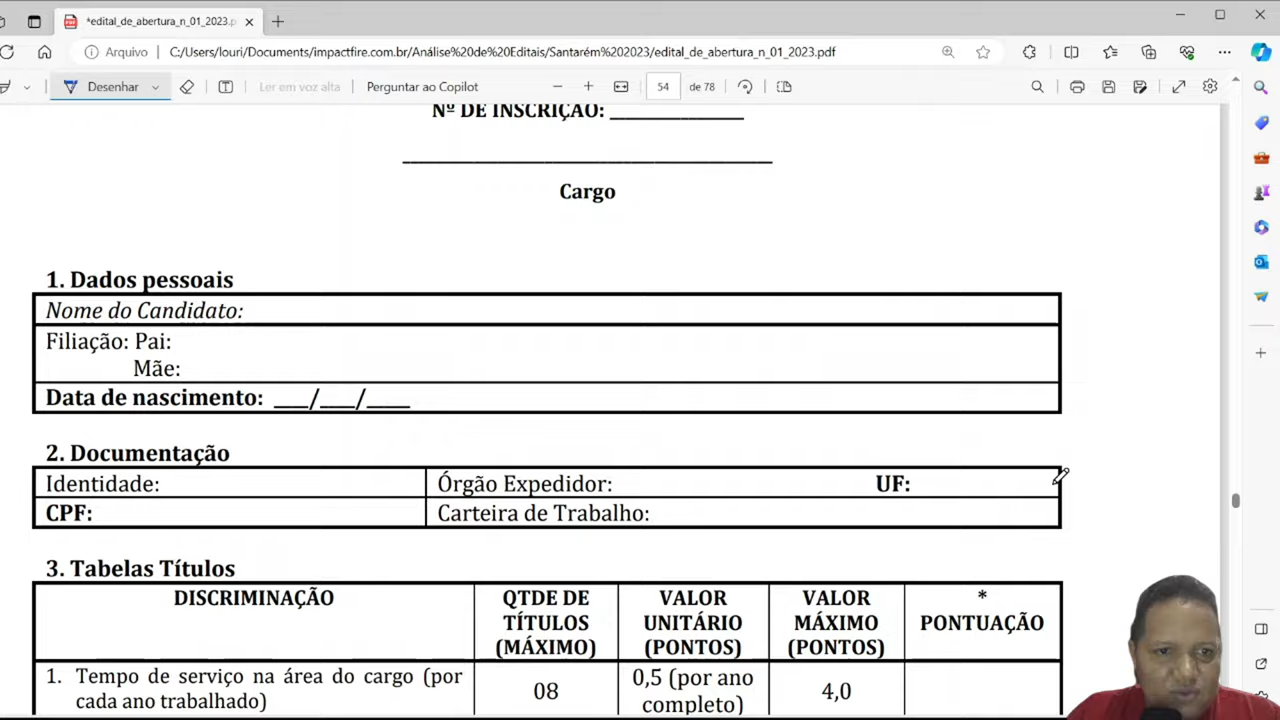 *edital_de_abertura_n_01_2023.p
Arquivo C:/Users/louri/Documents/impactfire.com.br/Análise%20de%20Editais/Santarém%202023/edital_de_abertura_n_01_2023.pdf
Desenhar Ler em voz alta Perguntar ao Copilot 54 de 78
Nº DE INSCRIÇÃO: _______________
___________________________________________
Cargo
1. Dados pessoais
Nome do Candidato:
Filiação: Pai:
Mãe:
Data de nascimento: ____/____/_____
2. Documentação
Identidade: Órgão Expedidor: UF:
CPF: Carteira de Trabalho:
3. Tabelas Títulos
DISCRIMINAÇÃO QTDE DE TÍTULOS (MÁXIMO) VALOR UNITÁRIO (PONTOS) VALOR MÁXIMO (PONTOS) * PONTUAÇÃO
1. Tempo de serviço na área do cargo (por cada ano trabalhado) 08 0,5 (por ano completo) 4,0